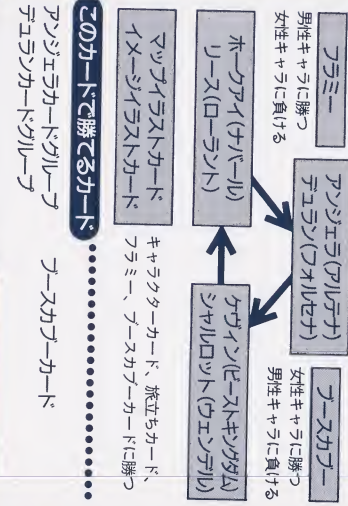 フラミー
男性キャラに勝つ
女性キャラに負ける
アンジェラ(アルテナ)
デュラン(フォルセナ)
ブースカブー
女性キャラに勝つ
男性キャラに負ける
ホークアイ(ナバール)
リース(ローラント)
ケヴィン(ビーストキングダム)
シャルロット(ウェンデル)
マップイラストカード
イメージイラストカード
キャラクターカード、旅立ちカード、
フラミー、ブースカブーカードに勝つ
このカードで勝てるカード
アンジェラカードグループ
デュランカードグループ
ブースカブーカード